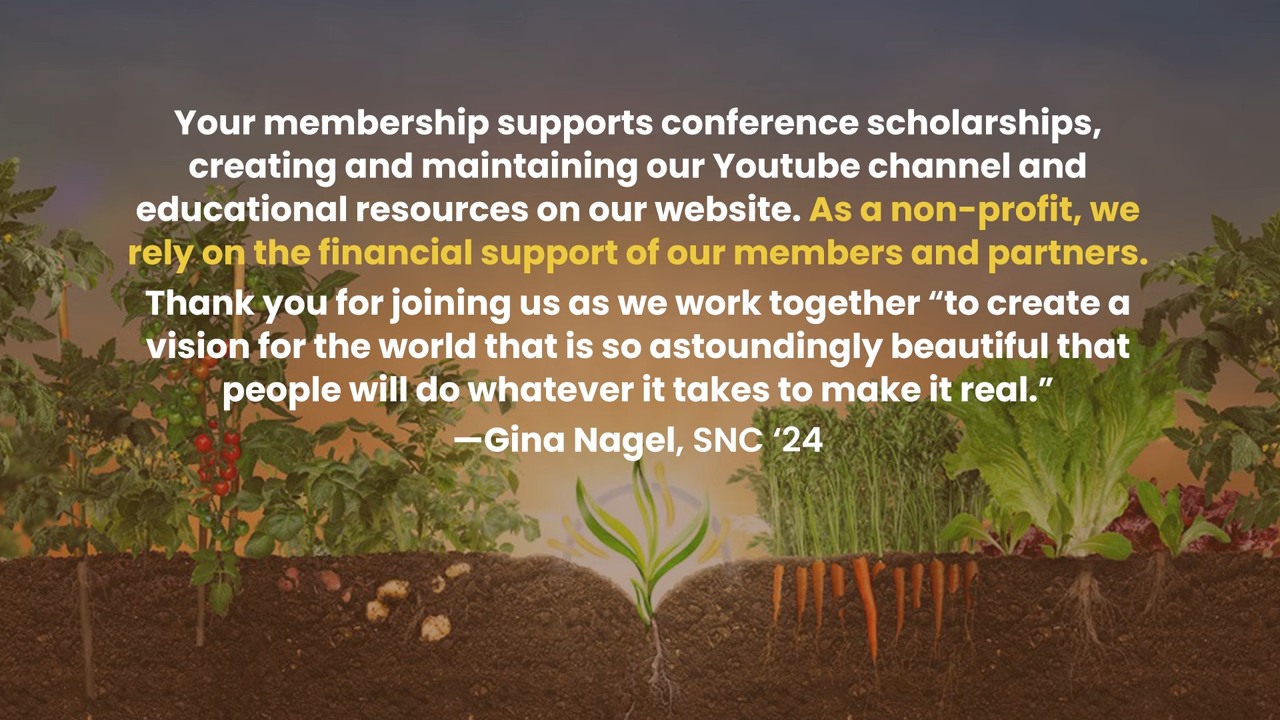 Your membership supports conference scholarships,
creating and maintaining our Youtube channel and
educational resources on our website. As a non-profit, we
rely on the financial support of our members and partners.
Thank you for joining us as we work together “to create a
vision for the world that is so astoundingly beautiful that
people will do whatever it takes to make it real.”
—Gina Nagel, SNC ‘24